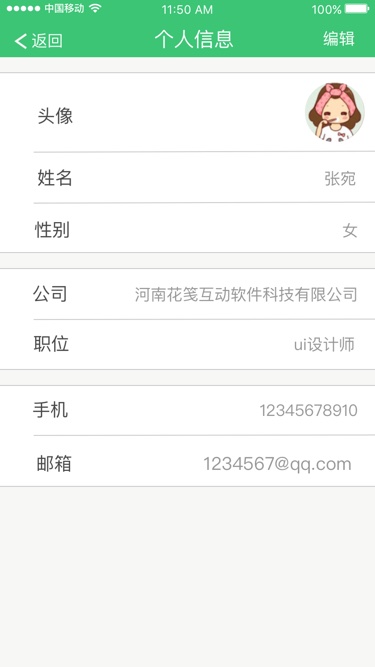 中国移动 11:50 AM 100%
返回 个人信息 编辑
头像
姓名 张宛
性别 女
公司 河南花笺互动软件科技有限公司
职位 ui设计师
手机 12345678910
邮箱 1234567@qq.com